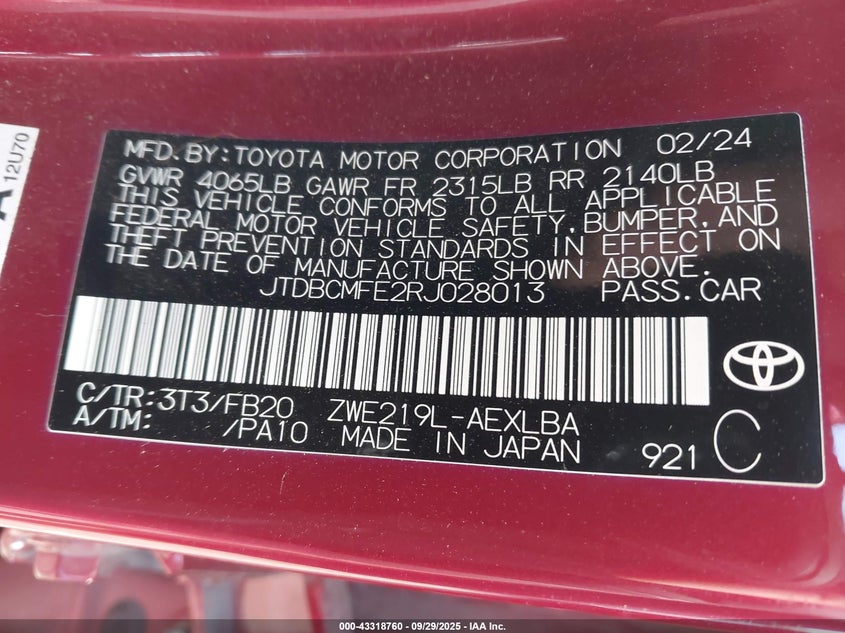 12U70
MFD.BY:TOYOTA MOTOR CORPORATION 02/24
GVWR 4065LB GAWR FR 2315LB RR 2140LB
THIS VEHICLE CONFORMS TO ALL APPLICABLE
FEDERAL MOTOR VEHICLE SAFETY,BUMPER,AND
THEFT PREVENTION STANDARDS IN EFFECT ON
THE DATE OF MANUFACTURE SHOWN ABOVE.
JTDBCMFE2RJ028013 PASS.CAR
C/TR:3T3/FB20 ZWE219L-AEXLBA
A/TM: /PA10 MADE IN JAPAN 921 C
000-43318760 - 09/29/2025 - IAA Inc.